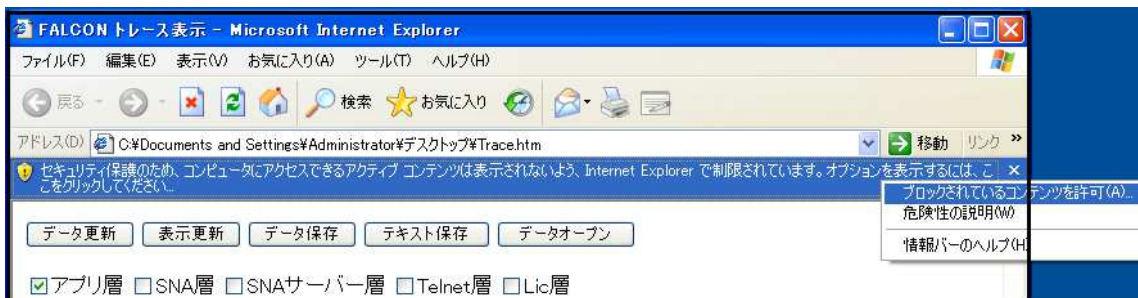 FALCON トレース表示 - Microsoft Internet Explorer
ファイル(F) 編集(E) 表示(V) お気に入り(A) ツール(T) ヘルプ(H)
戻る 検索 お気に入り
アドレス(D) C:¥Documents and Settings¥Administrator¥デスクトップ¥Trace.htm 移動 リンク »
セキュリティ保護のため、コンピュータにアクセスできるアクティブ コンテンツは表示されないよう、Internet Explorer で制限されています。オプションを表示するには、こ
こをクリックしてください...
ブロックされているコンテンツを許可(A)...
危険性の説明(W)
情報バーのヘルプ(H)
データ更新 表示更新 データ保存 テキスト保存 データオープン
アプリ層 SNA層 SNAサーバー層 Telnet層 Lic層